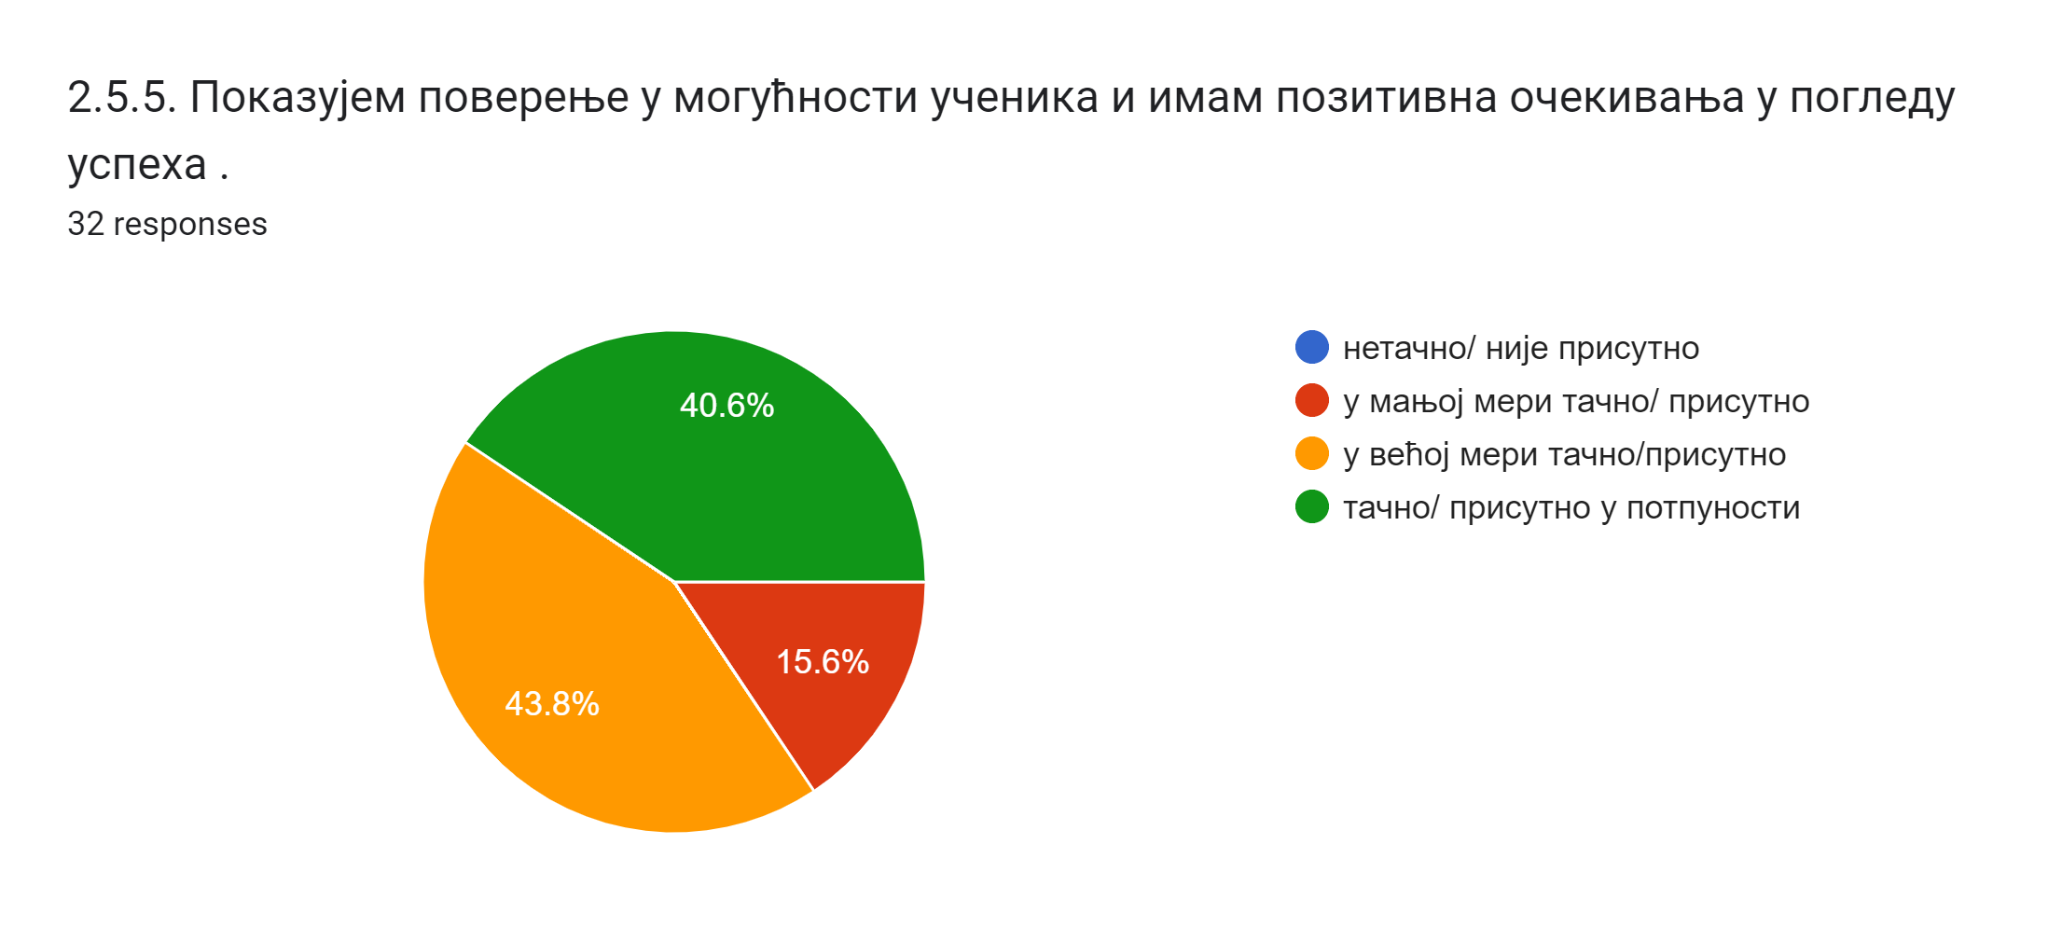 2.5.5. Показујем поверење у могућности ученика и имам позитивна очекивања у погледу
успеха .
32 responses
40.6%
15.6%
43.8%
нетачно/ није присутно
у мањој мери тачно/ присутно
у већој мери тачно/присутно
тачно/ присутно у потпуности